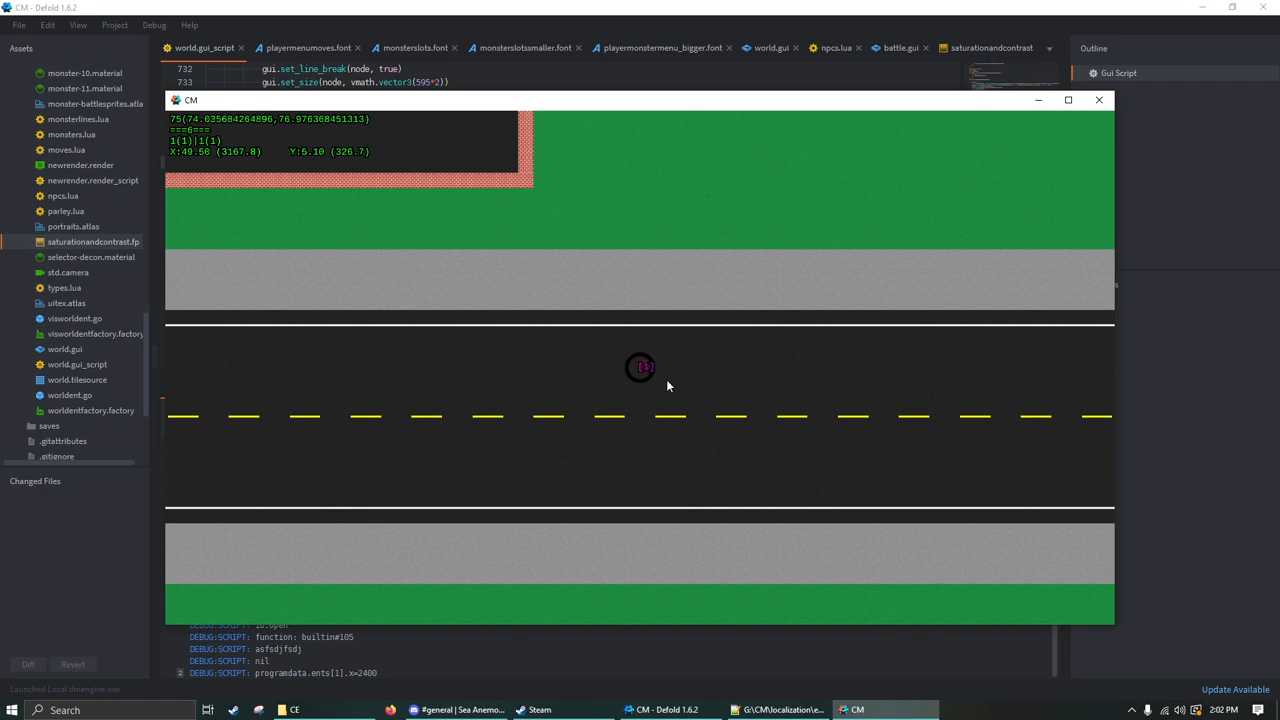 CM - Defold 1.6.2
File Edit View Project Debug Help
Assets
world.gui_script
playermenumoves.font
monsterslots.font
monsterslotssmaller.font
playermonstermenu_bigger.font
world.gui
npcs.lua
battle.gui
saturationandcontrast
Outline
Gui Script
732 gui.set_line_break(node, true)
733 gui.set_size(node, vmath.vector3(595*2))
CM
75(74.035684264896,76.976368451313)
===6===
1(1)|1(1)
X:49.50 (3167.8) Y:5.10 (326.7)
[1]
monster-10.material
monster-11.material
monster-battlesprites.atla
monsterlines.lua
monsters.lua
moves.lua
newrender.render
newrender.render_script
npcs.lua
parley.lua
portraits.atlas
saturationandcontrast.fp
selector-decon.material
std.camera
types.lua
uitex.atlas
visworldent.go
visworldentfactory.factory
world.gui
world.gui_script
world.tilesource
worldent.go
worldentfactory.factory
saves
.gitattributes
.gitignore
Changed Files
Diff
Revert
DEBUG:SCRIPT: io.open
DEBUG:SCRIPT: function: builtin#105
DEBUG:SCRIPT: asfsdjfsdj
DEBUG:SCRIPT: nil
2 DEBUG:SCRIPT: programdata.ents[1].x=2400
Launched Local dmengine.exe
Update Available
Search
CE
#general | Sea Anemo...
Steam
CM - Defold 1.6.2
G:\CM\localization\e...
CM
2:02 PM